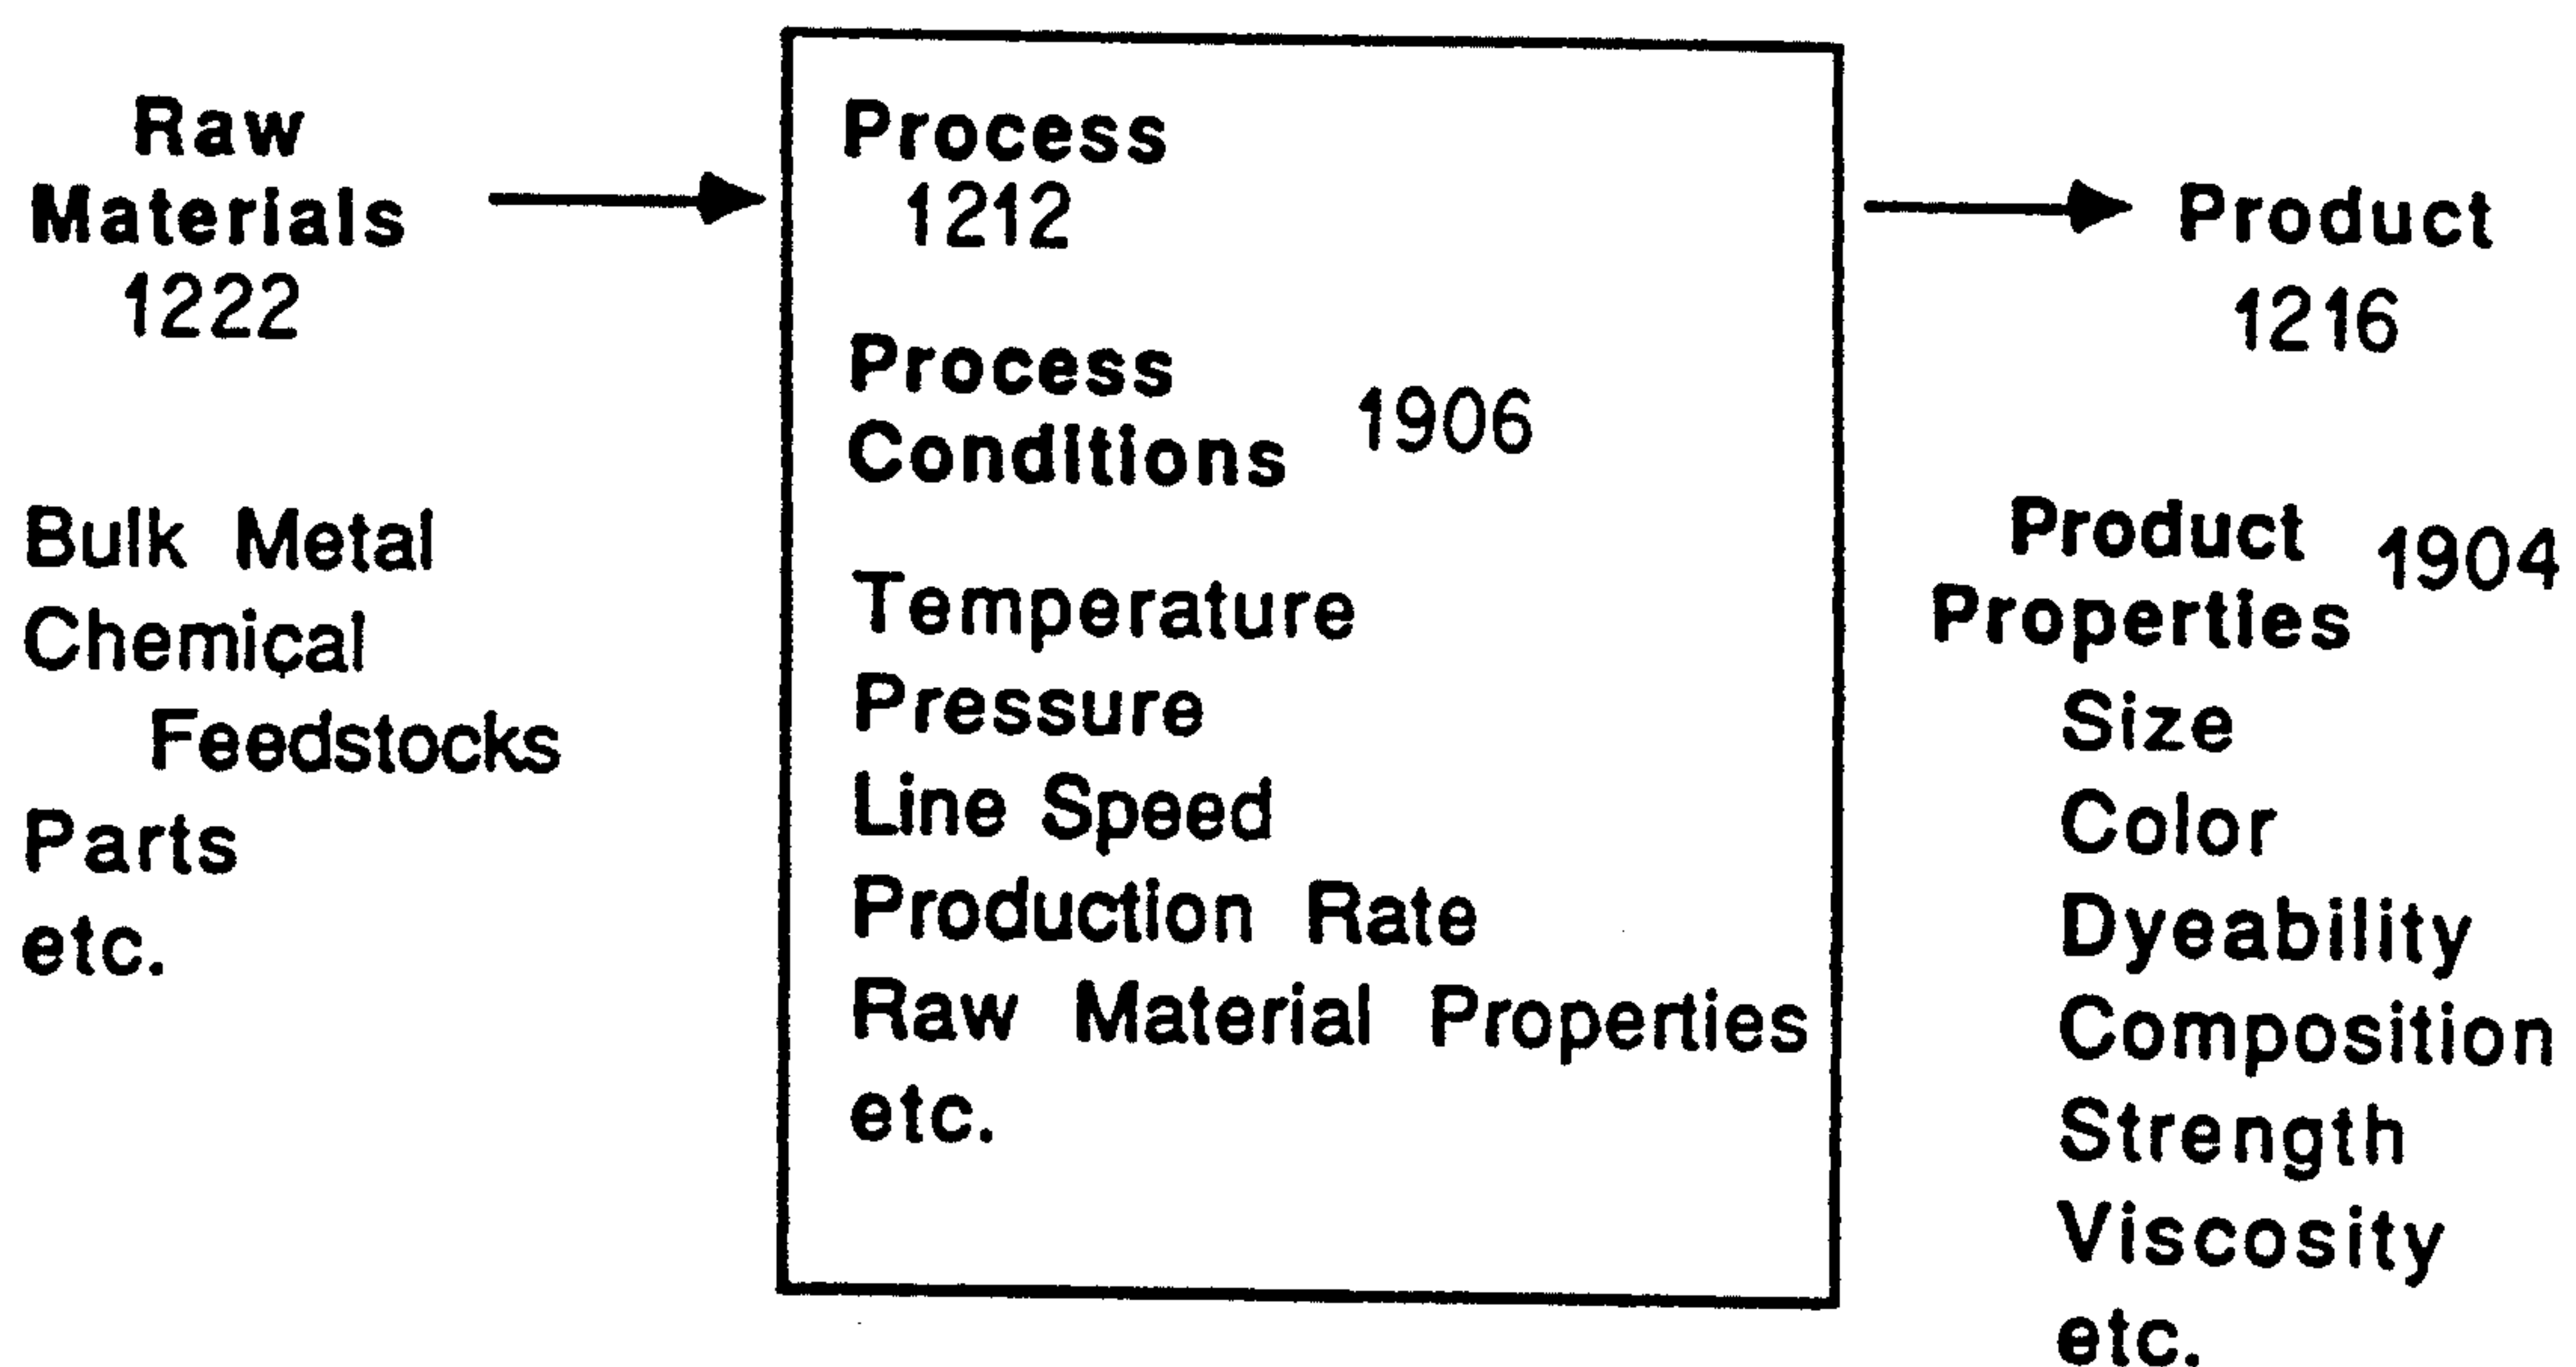 Raw
Materials
1222
Bulk Metal
Chemical
Feedstocks
Parts
etc.
Process
1212
Process
Conditions 1906
Temperature
Pressure
Line Speed
Production Rate
Raw Material Properties
etc.
Product
1216
Product 1904
Properties
Size
Color
Dyeability
Composition
Strength
Viscosity
etc.